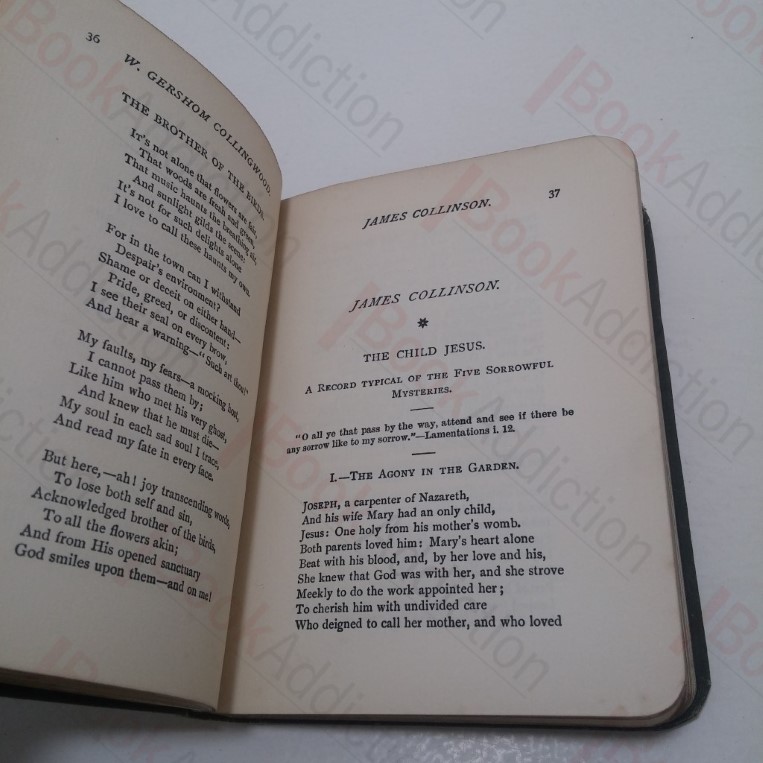 36
W. GERSHOM COLLINGWOOD.
THE BROTHER OF THE BIRDS.
It's not alone that flowers are fair,
That woods are fresh and green,
That music haunts the breathing air,
And sunlight gilds the scene:
It's not for such delights alone
I love to call these haunts my own.
For in the town can I withstand
Despair's environment?
Shame or deceit on either hand—
Pride, greed, or discontent:
I see their seal on every brow,
And hear a warning—"Such art thou!"
My faults, my fears—a mocking host,
I cannot pass them by;
Like him who met his very ghost,
And knew that he must die—
My soul in each sad soul I trace,
And read my fate in every face.
But here,—ah! joy transcending words,
To lose both self and sin,
Acknowledged brother of the birds,
To all the flowers akin;
And from His opened sanctuary
God smiles upon them—and on me!
JAMES COLLINSON.
37
JAMES COLLINSON.
THE CHILD JESUS.
A RECORD TYPICAL OF THE FIVE SORROWFUL
MYSTERIES.
"O all ye that pass by the way, attend and see if there be
any sorrow like to my sorrow."—Lamentations i. 12.
I.—THE AGONY IN THE GARDEN.
JOSEPH, a carpenter of Nazareth,
And his wife Mary had an only child,
Jesus: One holy from his mother's womb.
Both parents loved him: Mary's heart alone
Beat with his blood, and, by her love and his,
She knew that God was with her, and she strove
Meekly to do the work appointed her;
To cherish him with undivided care
Who deigned to call her mother, and who loved
iBookAddiction